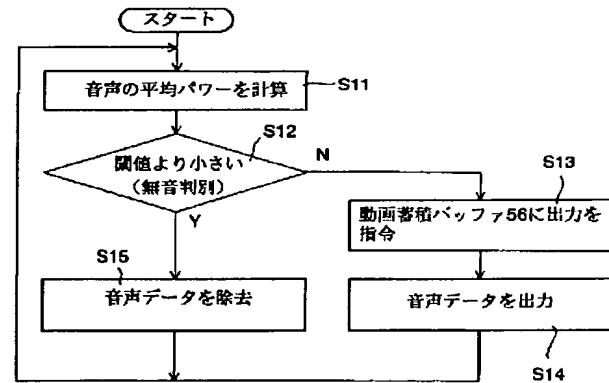 スタート
音声の平均パワーを計算
S11
S12
閾値より小さい
(無音判別)
N
Y
S13
動画蓄積バッファ56に出力を
指令
S15
音声データを除去
音声データを出力
S14